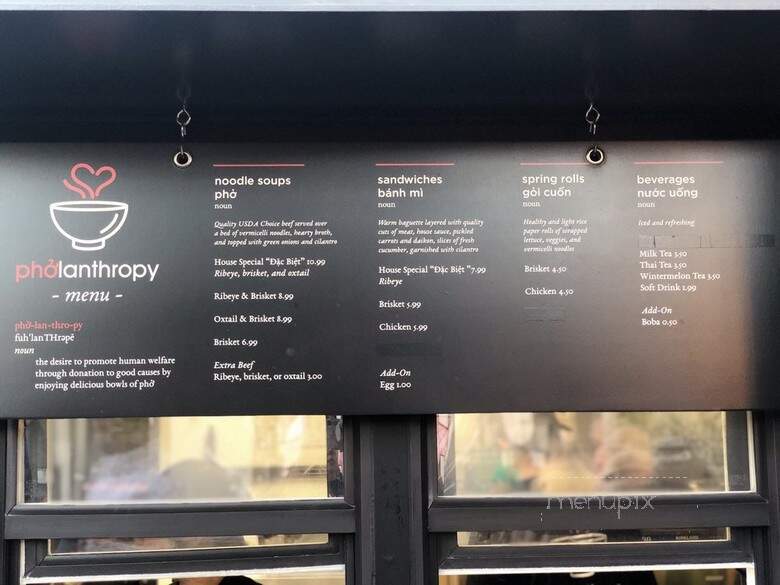 phởlanthropy
- menu -
phở-lan-thro-py
fuh'lanTHrəpē
noun
the desire to promote human welfare
through donation to good causes by
enjoying delicious bowls of phở
noodle soups
phở
noun
Quality USDA Choice beef served over
a bed of vermicelli noodles, hearty broth,
and topped with green onions and cilantro
House Special "Đặc Biệt" 10.99
Ribeye, brisket, and oxtail
Ribeye & Brisket 8.99
Oxtail & Brisket 8.99
Brisket 6.99
Extra Beef
Ribeye, brisket, or oxtail 3.00
sandwiches
bánh mì
noun
Warm baguette layered with quality
cuts of meat, house sauce, pickled
carrots and daikon, slices of fresh
cucumber, garnished with cilantro
House Special "Đặc Biệt "7.99
Ribeye
Brisket 5.99
Chicken 5.99
Add-On
Egg 1.00
spring rolls
gỏi cuốn
noun
Healthy and light rice
paper rolls of wrapped
lettuce, veggies, and
vermicelli noodles
Brisket 4.50
Chicken 4.50
beverages
nước uống
noun
Iced and refreshing
Milk Tea 3.50
Thai Tea 3.50
Wintermelon Tea 3.50
Soft Drink 1.99
Add-On
Boba 0.50
menupix